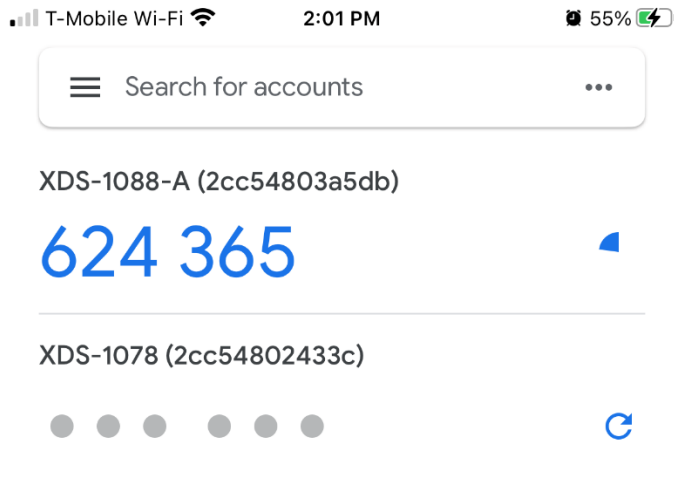 T-Mobile Wi-Fi 2:01 PM 55%
Search for accounts
XDS-1088-A (2cc54803a5db)
624 365
XDS-1078 (2cc54802433c)